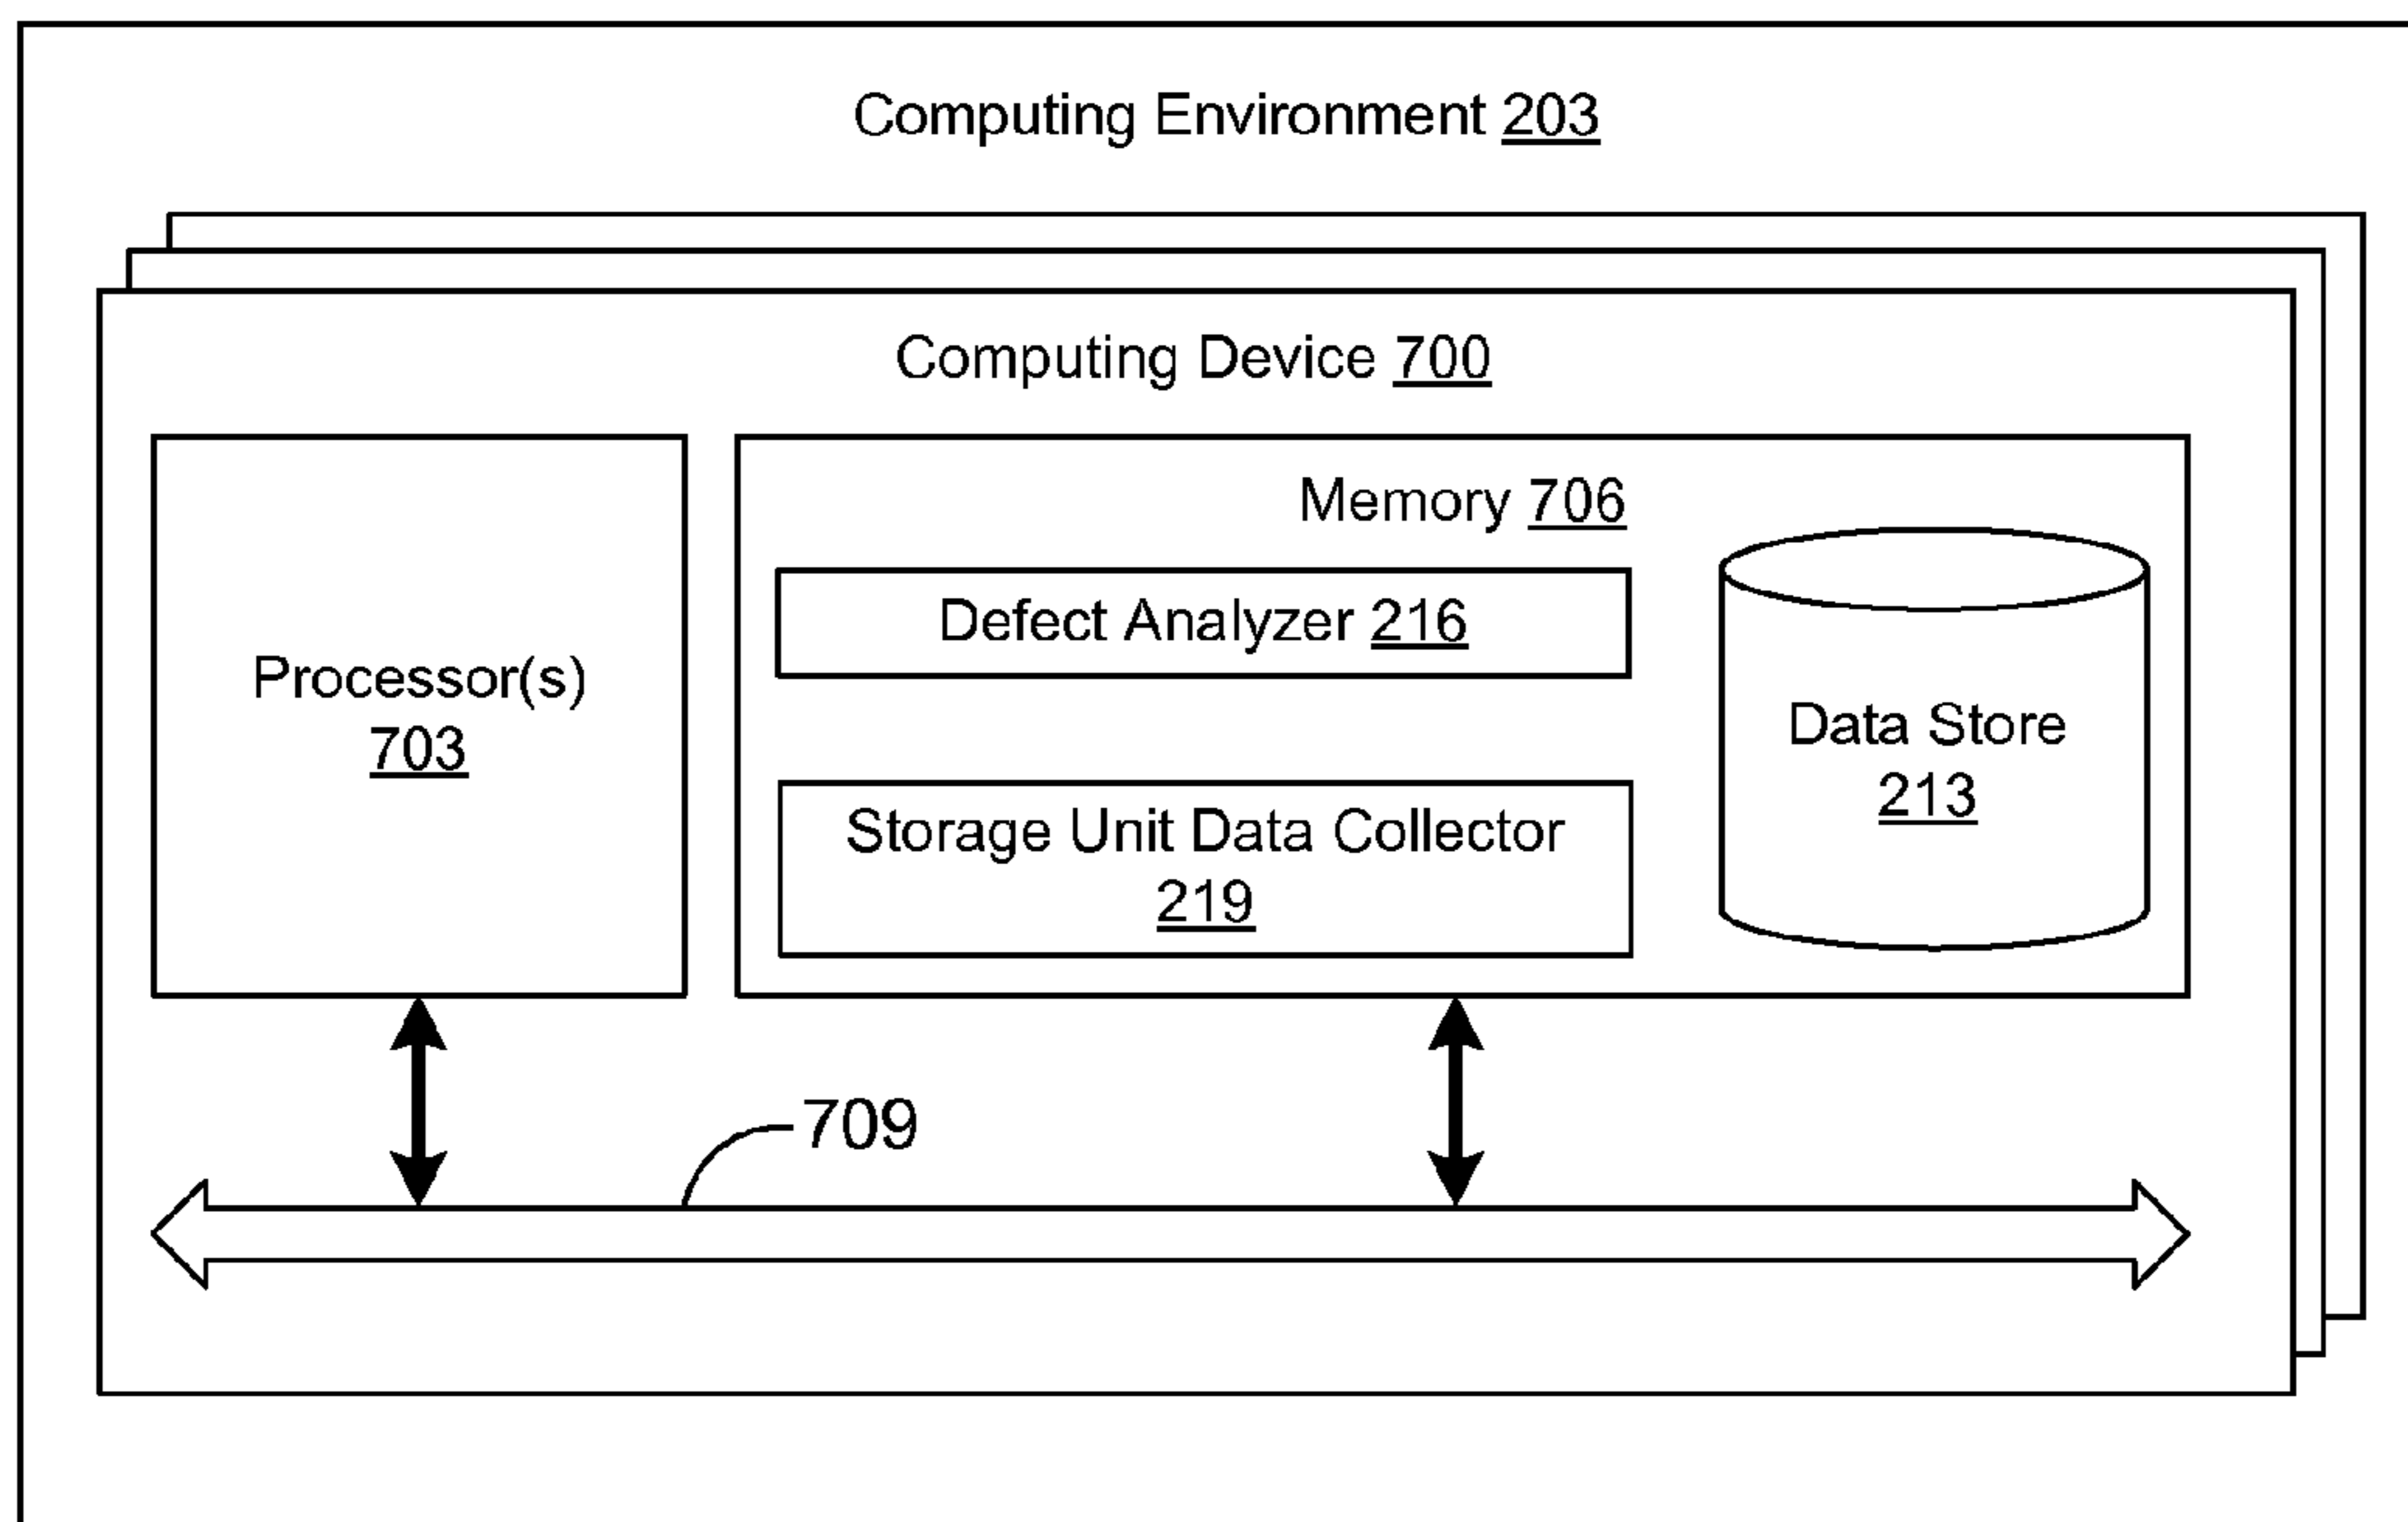 Computing Environment 203
Computing Device 700
Memory 706
Defect Analyzer 216
Processor(s)
703
Data Store
213
Storage Unit Data Collector
219
709